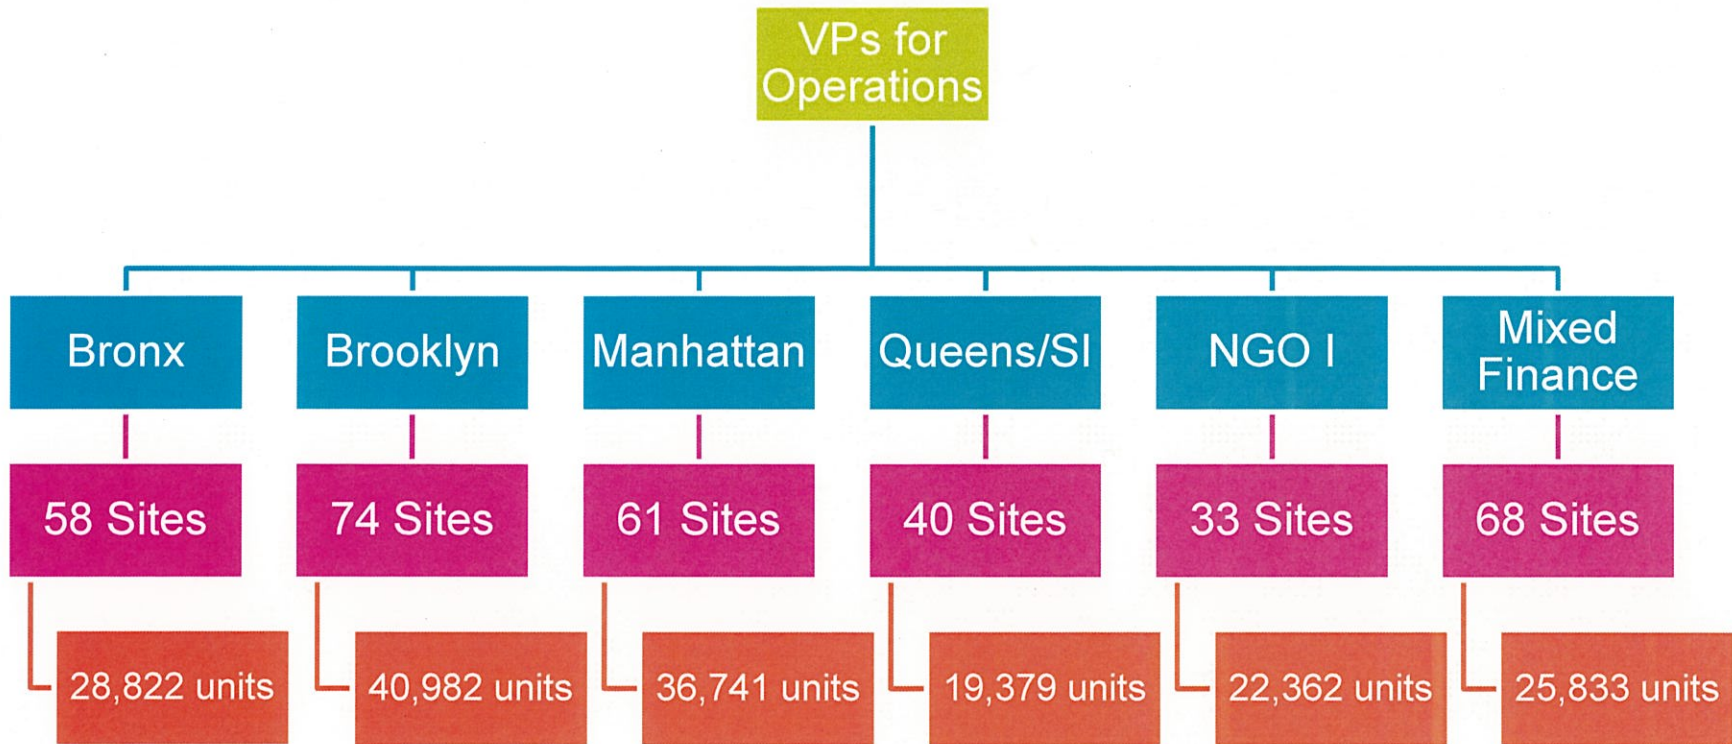 VPs for
Operations
Bronx
Brooklyn
Manhattan
Queens/SI
NGO I
Mixed
Finance
58 Sites
74 Sites
61 Sites
40 Sites
33 Sites
68 Sites
28,822 units
40,982 units
36,741 units
19,379 units
22,362 units
25,833 units